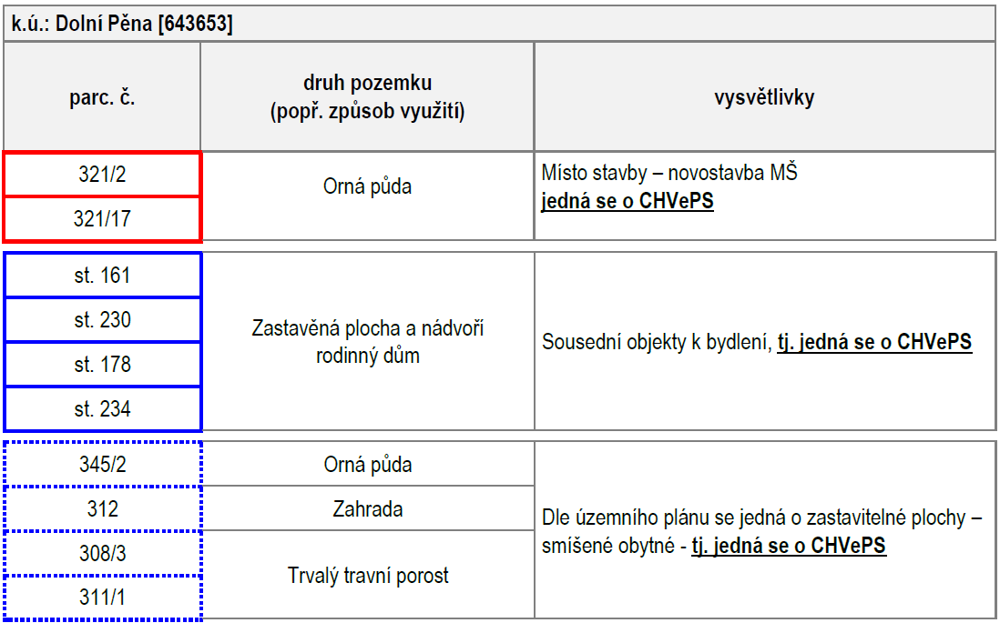 k.ú.: Dolní Pěna [643653]
parc. č.
druh pozemku
(popř. způsob využití)
vysvětlivky
321/2
321/17
Orná půda
Místo stavby – novostavba MŠ
jedná se o CHVePS
st. 161
st. 230
st. 178
st. 234
Zastavěná plocha a nádvoří
rodinný dům
Sousední objekty k bydlení, tj. jedná se o CHVePS
345/2
Orná půda
312
Zahrada
308/3
311/1
Trvalý travní porost
Dle územního plánu se jedná o zastavitelné plochy –
smíšené obytné - tj. jedná se o CHVePS